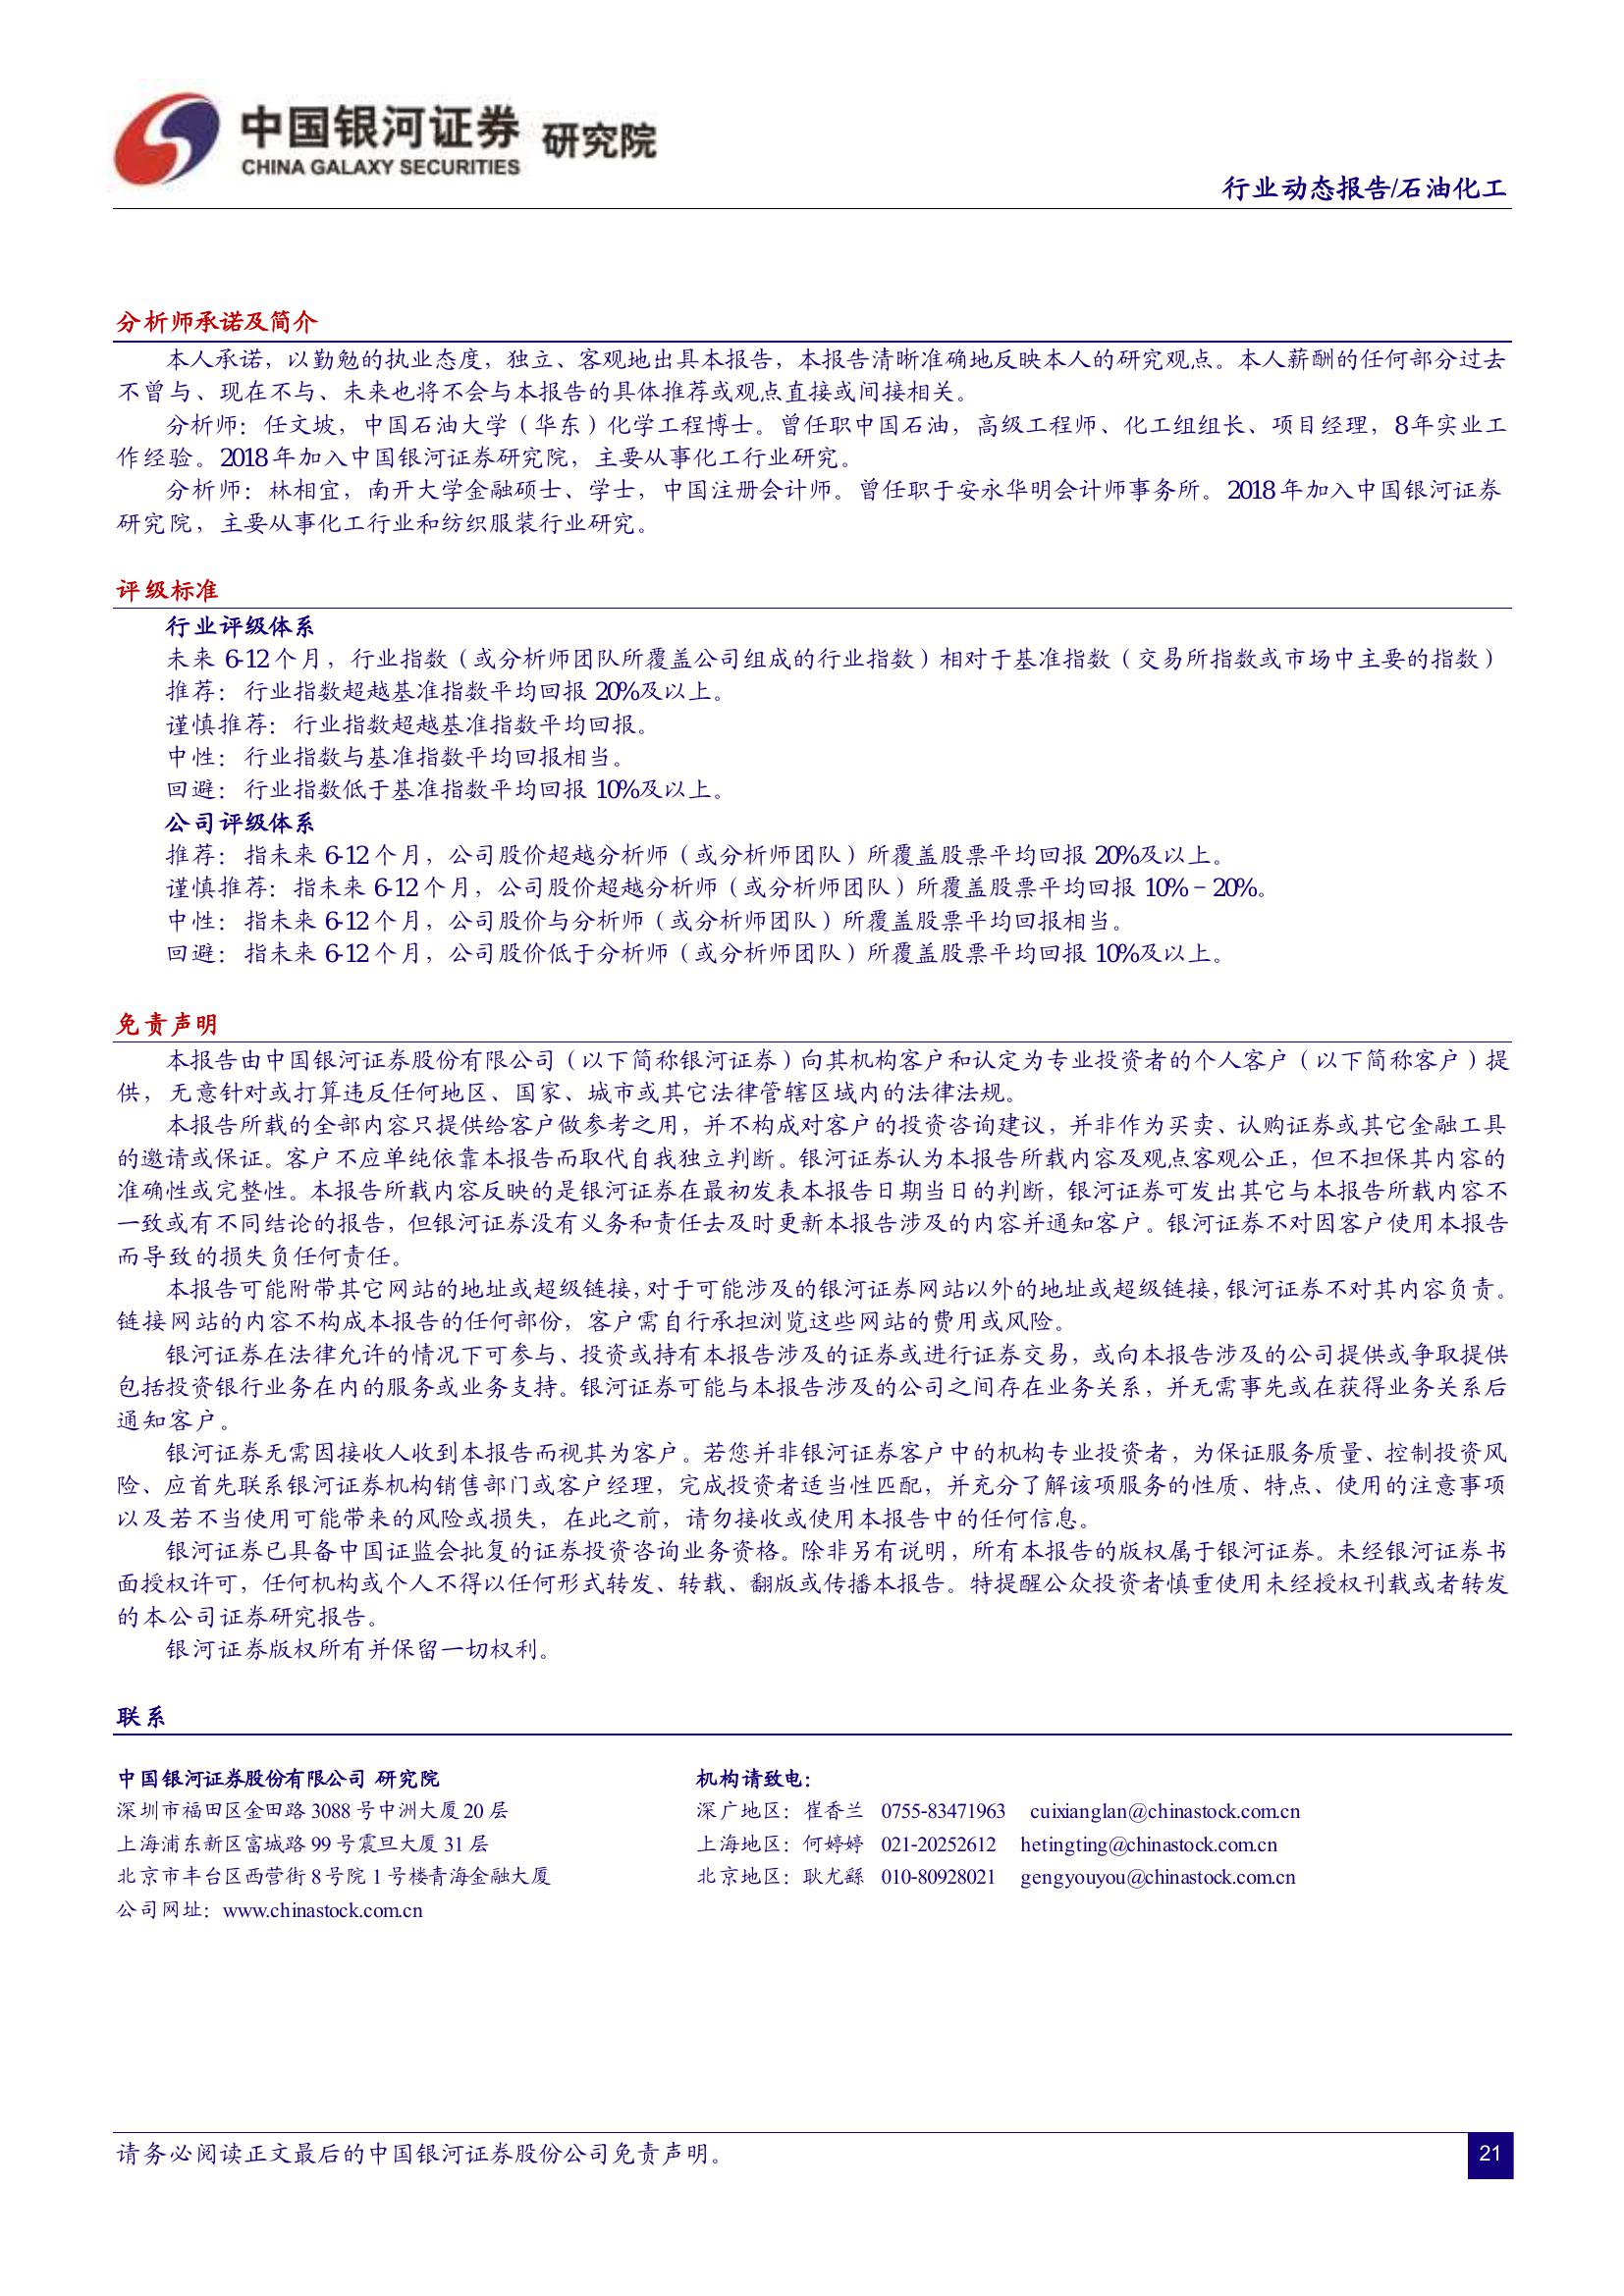 中国银河证券 研究院
CHINA GALAXY SECURITIES
行业动态报告/石油化工
分析师承诺及简介
本人承诺，以勤勉的执业态度，独立、客观地出具本报告，本报告清晰准确地反映本人的研究观点。本人薪酬的任何部分过去
不曾与、现在不与、未来也将不会与本报告的具体推荐或观点直接或间接相关。
分析师：任文坡，中国石油大学（华东）化学工程博士。曾任职中国石油，高级工程师、化工组组长、项目经理，8年实业工
作经验。2018年加入中国银河证券研究院，主要从事化工行业研究。
分析师：林相宜，南开大学金融硕士、学士，中国注册会计师。曾任职于安永华明会计师事务所。2018年加入中国银河证券
研究院，主要从事化工行业和纺织服装行业研究。
评级标准
行业评级体系
未来 6-12个月，行业指数（或分析师团队所覆盖公司组成的行业指数）相对于基准指数（交易所指数或市场中主要的指数）
推荐：行业指数超越基准指数平均回报 20%及以上。
谨慎推荐：行业指数超越基准指数平均回报。
中性：行业指数与基准指数平均回报相当。
回避：行业指数低于基准指数平均回报 10%及以上。
公司评级体系
推荐：指未来 6-12个月，公司股价超越分析师（或分析师团队）所覆盖股票平均回报 20%及以上。
谨慎推荐：指未来 6-12个月，公司股价超越分析师（或分析师团队）所覆盖股票平均回报 10%－20%。
中性：指未来 6-12个月，公司股价与分析师（或分析师团队）所覆盖股票平均回报相当。
回避：指未来 6-12个月，公司股价低于分析师（或分析师团队）所覆盖股票平均回报 10%及以上。
免责声明
本报告由中国银河证券股份有限公司（以下简称银河证券）向其机构客户和认定为专业投资者的个人客户（以下简称客户）提
供，无意针对或打算违反任何地区、国家、城市或其它法律管辖区域内的法律法规。
本报告所载的全部内容只提供给客户做参考之用，并不构成对客户的投资咨询建议，并非作为买卖、认购证券或其它金融工具
的邀请或保证。客户不应单纯依靠本报告而取代自我独立判断。银河证券认为本报告所载内容及观点客观公正，但不担保其内容的
准确性或完整性。本报告所载内容反映的是银河证券在最初发表本报告日期当日的判断，银河证券可发出其它与本报告所载内容不
一致或有不同结论的报告，但银河证券没有义务和责任去及时更新本报告涉及的内容并通知客户。银河证券不对因客户使用本报告
而导致的损失负任何责任。
本报告可能附带其它网站的地址或超级链接，对于可能涉及的银河证券网站以外的地址或超级链接，银河证券不对其内容负责。
链接网站的内容不构成本报告的任何部份，客户需自行承担浏览这些网站的费用或风险。
银河证券在法律允许的情况下可参与、投资或持有本报告涉及的证券或进行证券交易，或向本报告涉及的公司提供或争取提供
包括投资银行业务在内的服务或业务支持。银河证券可能与本报告涉及的公司之间存在业务关系，并无需事先或在获得业务关系后
通知客户。
银河证券无需因接收人收到本报告而视其为客户。若您并非银河证券客户中的机构专业投资者，为保证服务质量、控制投资风
险、应首先联系银河证券机构销售部门或客户经理，完成投资者适当性匹配，并充分了解该项服务的性质、特点、使用的注意事项
以及若不当使用可能带来的风险或损失，在此之前，请勿接收或使用本报告中的任何信息。
银河证券已具备中国证监会批复的证券投资咨询业务资格。除非另有说明，所有本报告的版权属于银河证券。未经银河证券书
面授权许可，任何机构或个人不得以任何形式转发、转载、翻版或传播本报告。特提醒公众投资者慎重使用未经授权刊载或者转发
的本公司证券研究报告。
银河证券版权所有并保留一切权利。
联系
中国银河证券股份有限公司 研究院 机构请致电：
深圳市福田区金田路 3088 号中洲大厦 20 层 深广地区：崔香兰 0755-83471963 cuixianglan@chinastock.com.cn
上海浦东新区富城路 99 号震旦大厦 31 层 上海地区：何婷婷 021-20252612 hetingting@chinastock.com.cn
北京市丰台区西营街 8 号院 1 号楼青海金融大厦 北京地区：耿尤繇 010-80928021 gengyouyou@chinastock.com.cn
公司网址：www.chinastock.com.cn
请务必阅读正文最后的中国银河证券股份公司免责声明。 21